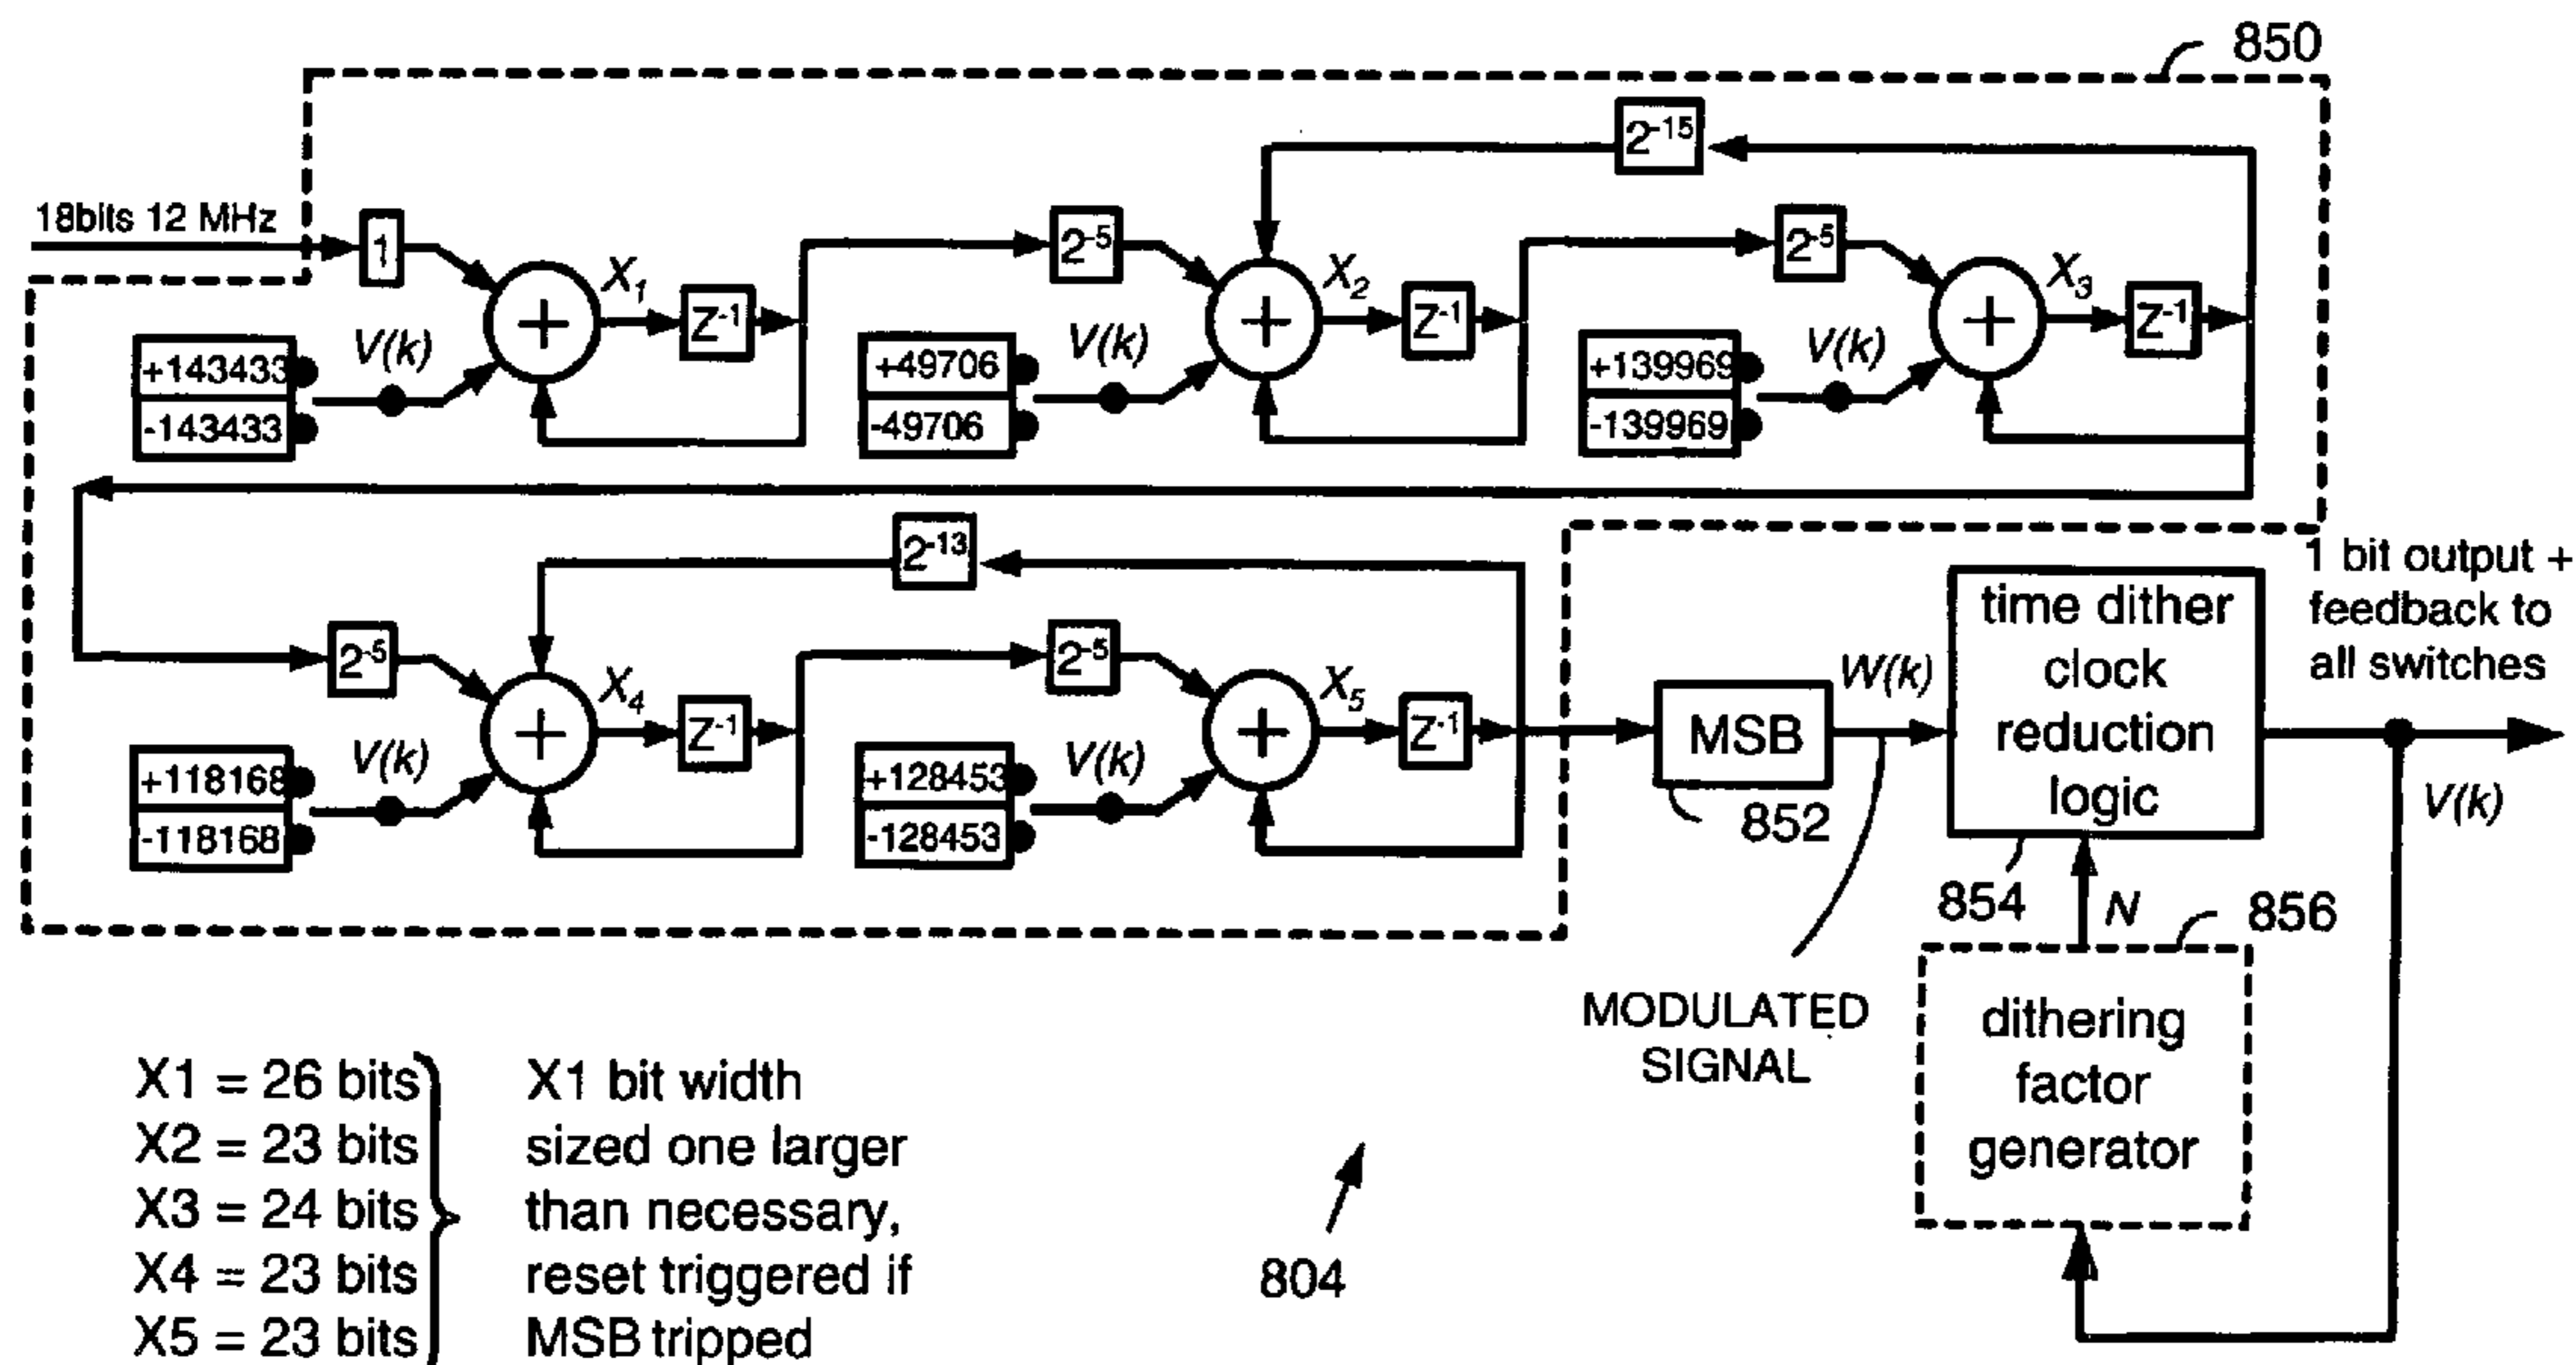 850
2-15
18bits 12 MHz
1
2-5
2-5
X1
X2
X3
+
+
+
Z-1
Z-1
Z-1
V(k)
V(k)
V(k)
+143433
-143433
+49706
-49706
+139969
-139969
2-13
2-5
2-5
X4
X5
+
+
Z-1
Z-1
V(k)
V(k)
+118168
-118168
+128453
-128453
MSB
852
W(k)
MODULATED
SIGNAL
time dither
clock
reduction
logic
854
1 bit output +
feedback to
all switches
V(k)
N
856
dithering
factor
generator
X1 = 26 bits
X2 = 23 bits
X3 = 24 bits
X4 = 23 bits
X5 = 23 bits
X1 bit width
sized one larger
than necessary,
reset triggered if
MSB tripped
804